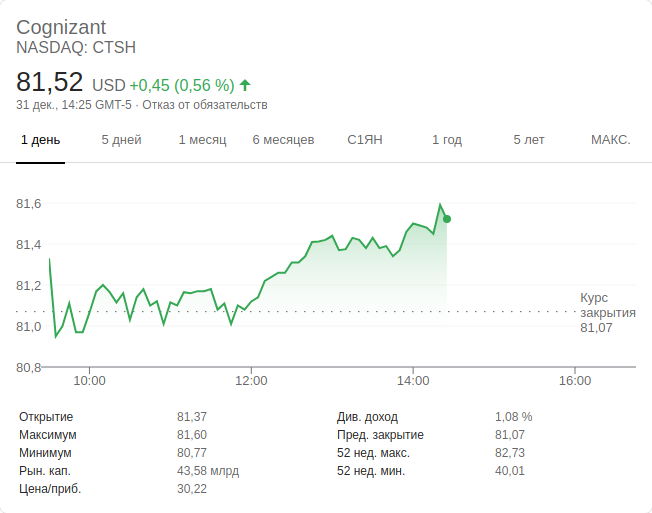 Cognizant
NASDAQ: CTSH
81,52 USD +0,45 (0,56 %)
31 дек., 14:25 GMT-5 · Отказ от обязательств
1 день 5 дней 1 месяц 6 месяцев С1ЯН 1 год 5 лет МАКС.
81,6
81,4
81,2
81,0
80,8
Курс
закрытия
81,07
10:00 12:00 14:00 16:00
Открытие 81,37 Див. доход 1,08 %
Максимум 81,60 Пред. закрытие 81,07
Минимум 80,77 52 нед. макс. 82,73
Рын. кап. 43,58 млрд 52 нед. мин. 40,01
Цена/приб. 30,22